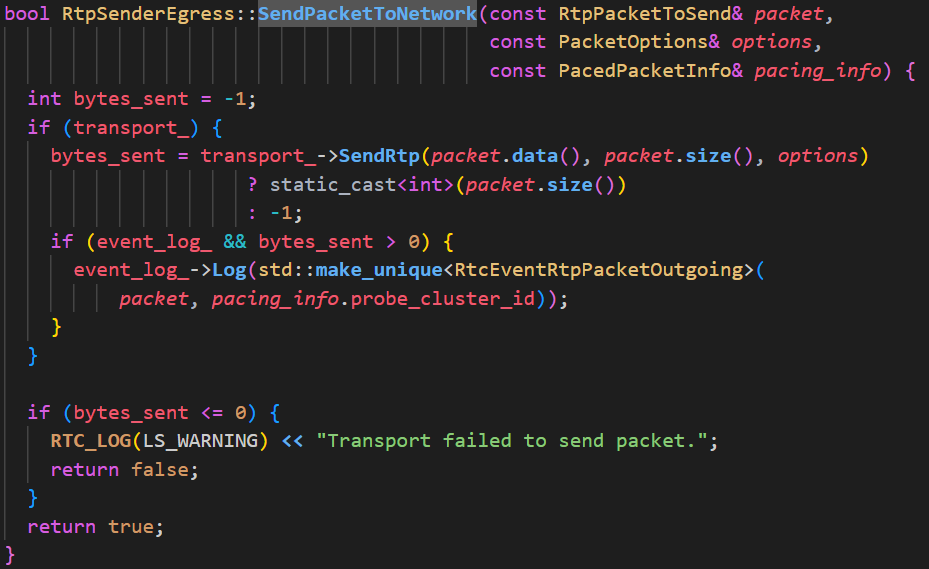 bool RtpSenderEgress::SendPacketToNetwork(const RtpPacketToSend& packet,
                                          const PacketOptions& options,
                                          const PacedPacketInfo& pacing_info) {
  int bytes_sent = -1;
  if (transport_) {
    bytes_sent = transport_->SendRtp(packet.data(), packet.size(), options)
                     ? static_cast<int>(packet.size())
                     : -1;
    if (event_log_ && bytes_sent > 0) {
      event_log_->Log(std::make_unique<RtcEventRtpPacketOutgoing>(
          packet, pacing_info.probe_cluster_id));
    }
  }

  if (bytes_sent <= 0) {
    RTC_LOG(LS_WARNING) << "Transport failed to send packet.";
    return false;
  }
  return true;
}